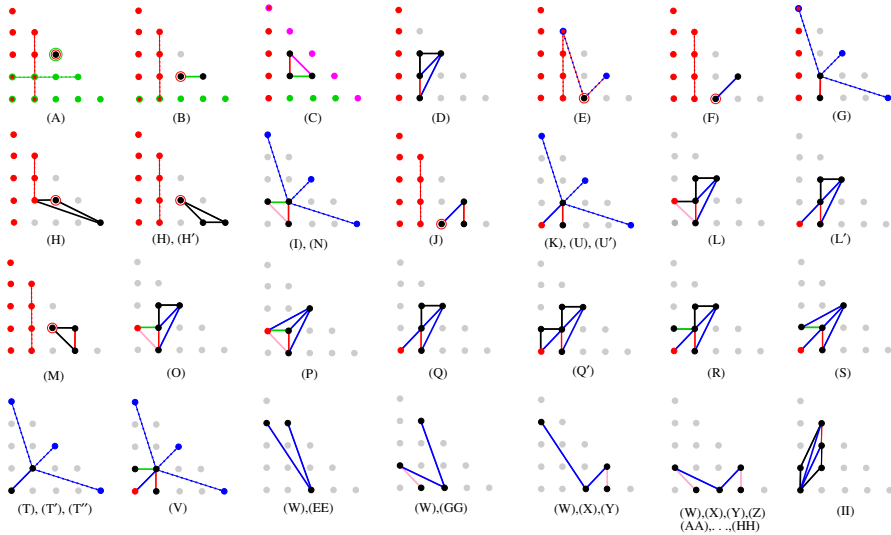 (A) (B) (C) (D) (E) (F) (G)
(H) (H), (H′) (I), (N) (J) (K), (U), (U′) (L) (L′)
(M) (O) (P) (Q) (Q′) (R) (S)
(T), (T′), (T″) (V) (W),(EE) (W),(GG) (W),(X),(Y) (W),(X),(Y),(Z) (II)
(AA),. . .,(HH)